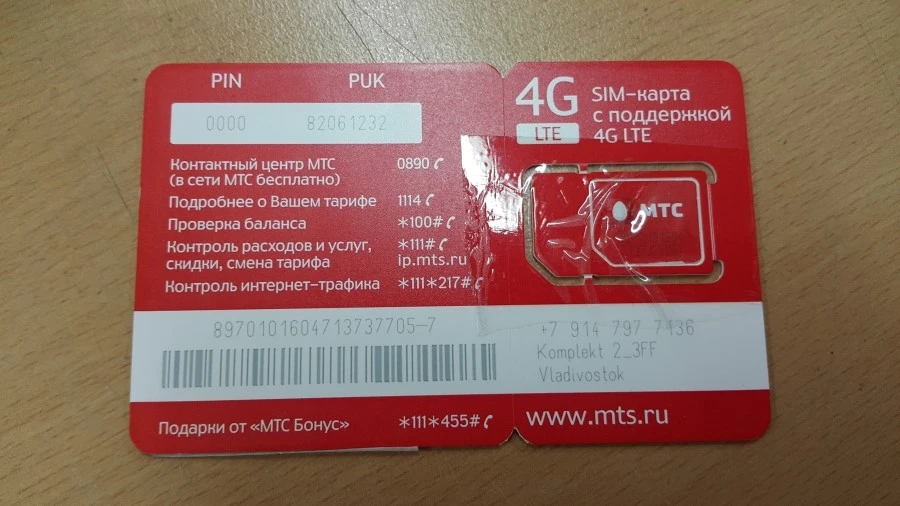 PIN PUK
0000 82061232
Контактный центр МТС 0890
(в сети МТС бесплатно)
Подробнее о Вашем тарифе 1114
Проверка баланса *100#
Контроль расходов и услуг, *111#
скидки, смена тарифа ip.mts.ru
Контроль интернет-трафика *111*217#
8970101604713737705-7
Подарки от «МТС Бонус» *111*455#
4G SIM-карта
с поддержкой
LTE 4G LTE
МТС
+7 914 797 7436
Komplekt 2_3FF
Vladivostok
www.mts.ru